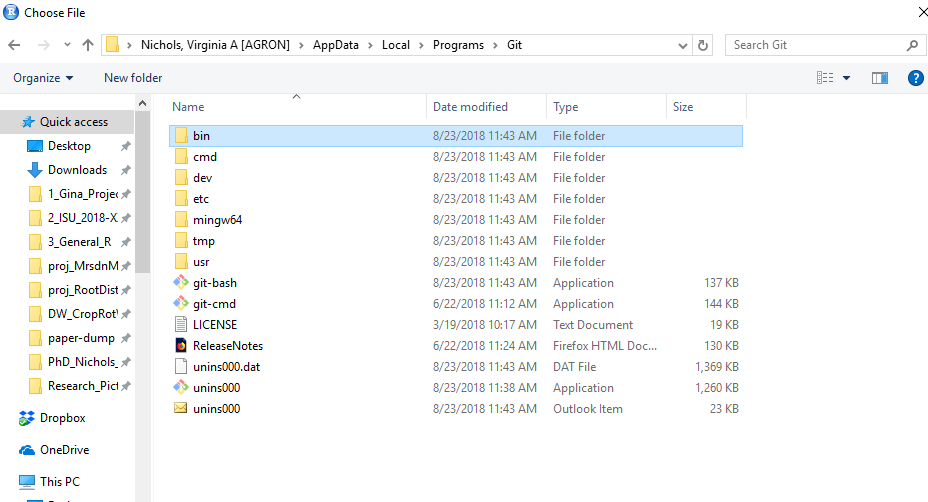 R Choose File
Nichols, Virginia A [AGRON] > AppData > Local > Programs > Git
Search Git
Organize New folder ?
Name Date modified Type Size
Quick access
Desktop
Downloads
1_Gina_Projec
2_ISU_2018-X
3_General_R
proj_MrsdnM
proj_RootDist
DW_CropRot
paper-dump
PhD_Nichols_
Research_Pict
Dropbox
OneDrive
This PC
bin 8/23/2018 11:43 AM File folder
cmd 8/23/2018 11:43 AM File folder
dev 8/23/2018 11:43 AM File folder
etc 8/23/2018 11:43 AM File folder
mingw64 8/23/2018 11:43 AM File folder
tmp 8/23/2018 11:43 AM File folder
usr 8/23/2018 11:43 AM File folder
git-bash 8/23/2018 11:43 AM Application 137 KB
git-cmd 6/22/2018 11:12 AM Application 144 KB
LICENSE 3/19/2018 10:17 AM Text Document 19 KB
ReleaseNotes 6/22/2018 11:24 AM Firefox HTML Doc... 130 KB
unins000.dat 8/23/2018 11:43 AM DAT File 1,369 KB
unins000 8/23/2018 11:38 AM Application 1,260 KB
unins000 8/23/2018 11:43 AM Outlook Item 23 KB